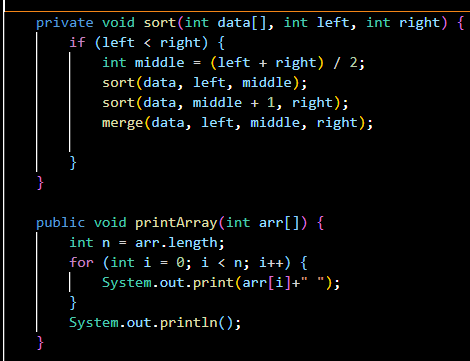 private void sort(int data[], int left, int right) {
if (left < right) {
int middle = (left + right) / 2;
sort(data, left, middle);
sort(data, middle + 1, right);
merge(data, left, middle, right);
}
}
public void printArray(int arr[]) {
int n = arr.length;
for (int i = 0; i < n; i++) {
System.out.print(arr[i]+" ");
}
System.out.println();
}